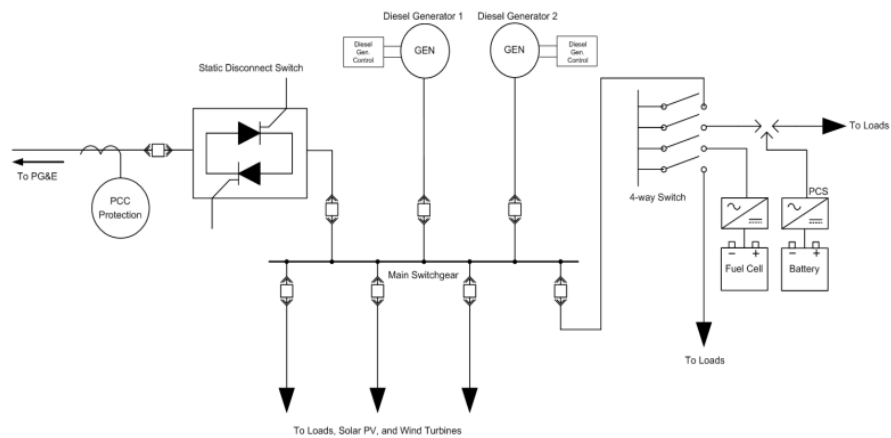 Diesel Generator 1
Diesel Generator 2
Diesel
Gen.
Control
GEN
GEN
Diesel
Gen.
Control
Static Disconnect Switch
To PG&E
PCC
Protection
To Loads
4-way Switch
PCS
Main Switchgear
Fuel Cell
Battery
To Loads
To Loads, Solar PV, and Wind Turbines